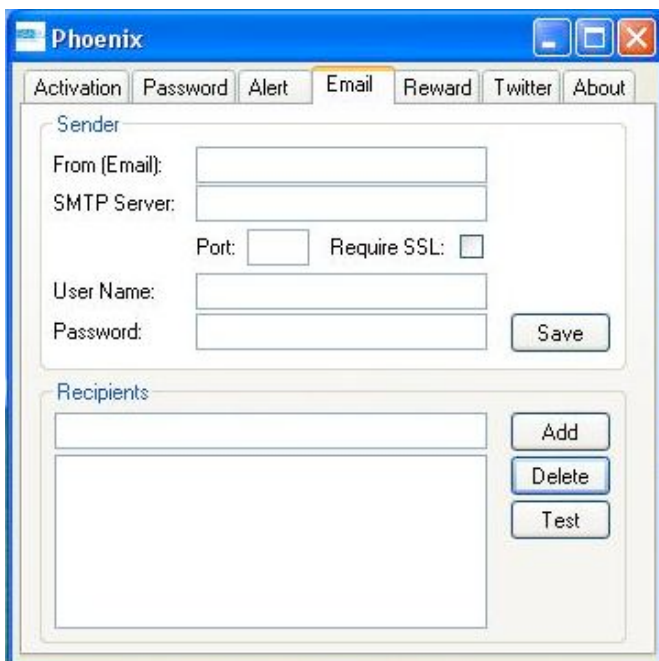 Phoenix
Activation Password Alert Email Reward Twitter About
Sender
From (Email):
SMTP Server:
Port: Require SSL:
User Name:
Password: Save
Recipients
Add
Delete
Test